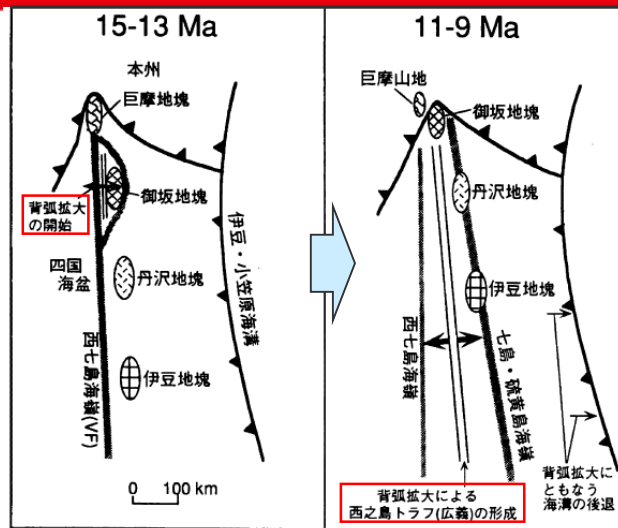 15-13 Ma
本州
巨摩地塊
御坂地塊
背弧拡大
の開始
四国
海盆
丹沢地塊
伊豆地塊
西七島海嶺(VF)
伊豆・小笠原海溝
0 100 km
11-9 Ma
巨摩山地
御坂地塊
丹沢地塊
伊豆地塊
西七島海嶺
七島・硫黄島海嶺
背弧拡大による
西之島トラフ(広義)の形成
背弧拡大に
ともなう
海溝の後退